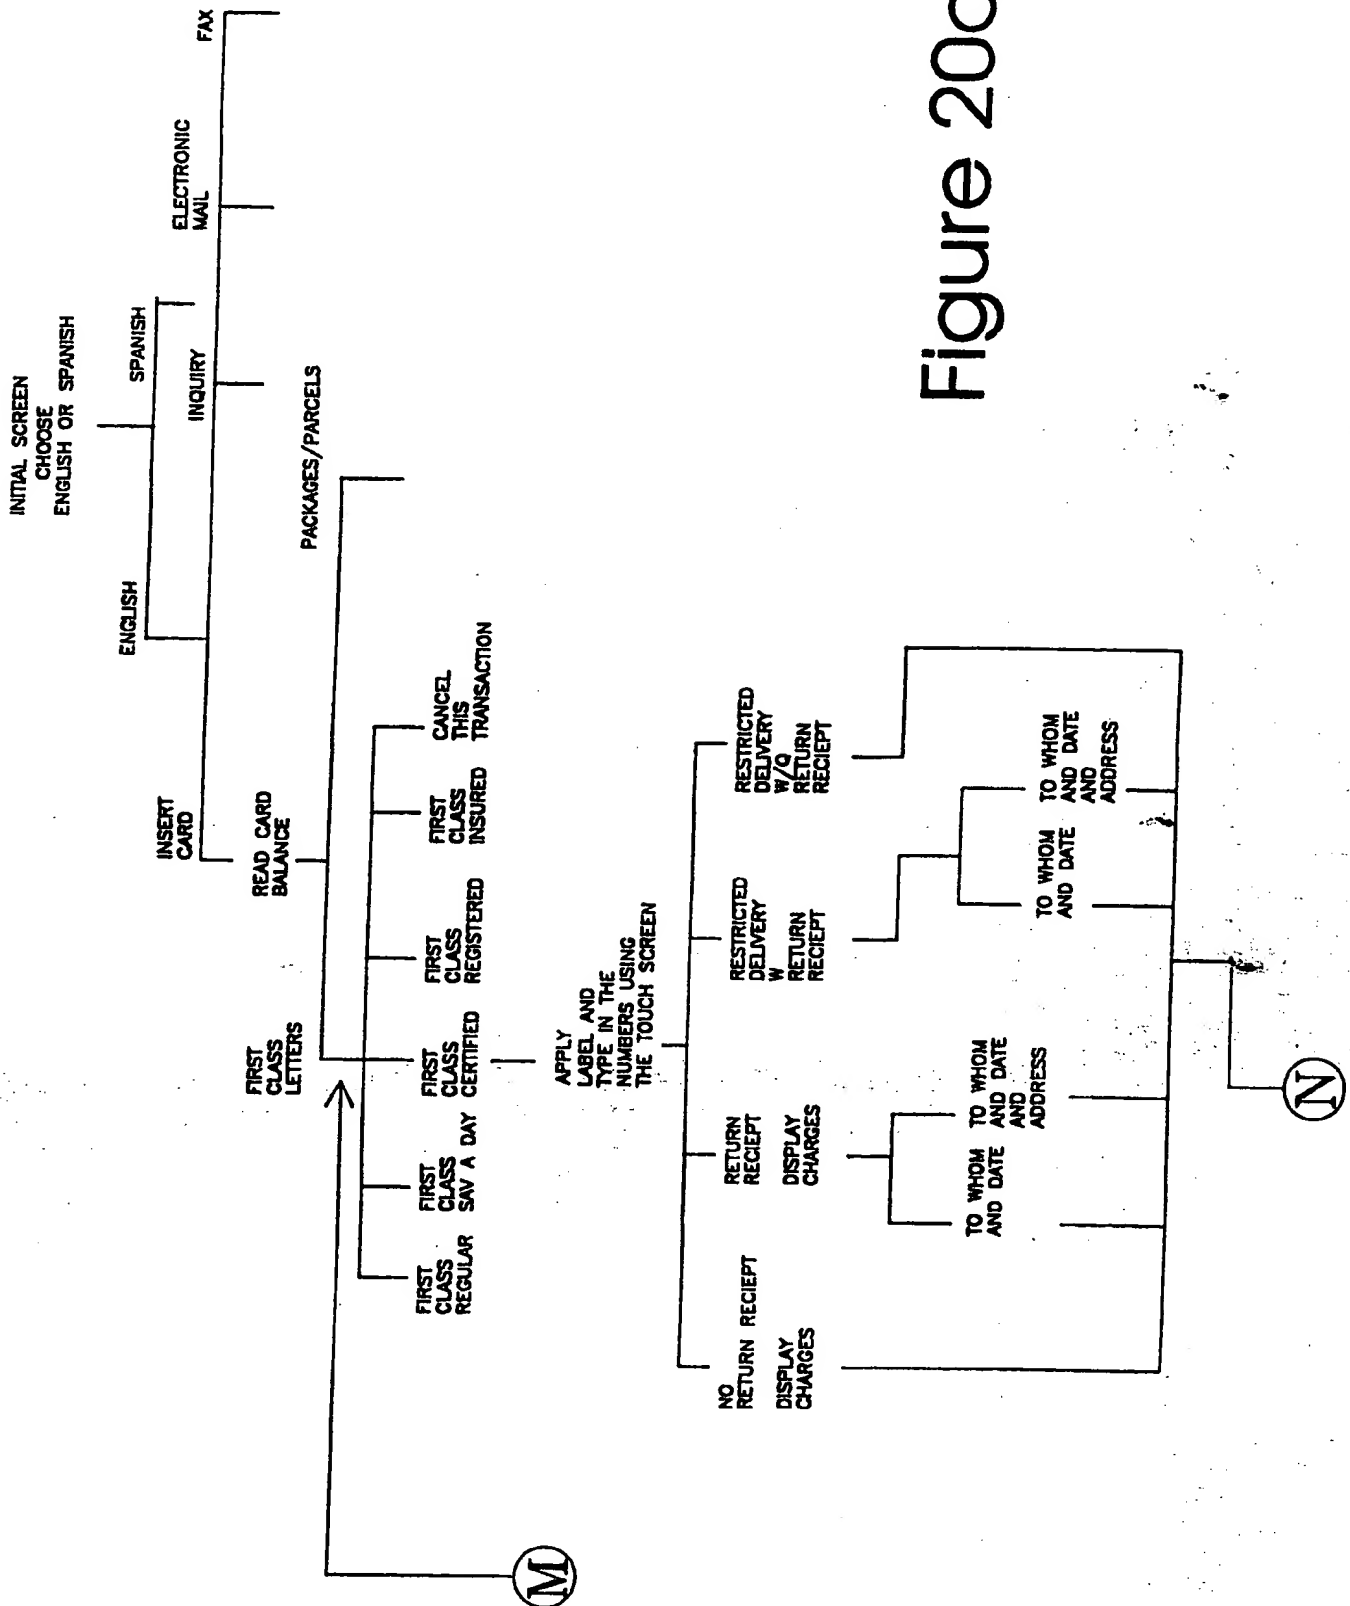 INITIAL SCREEN
CHOOSE
ENGLISH OR SPANISH
ENGLISH
SPANISH
INSERT
CARD
INQUIRY
ELECTRONIC
MAIL
FAX
READ CARD
BALANCE
FIRST
CLASS
LETTERS
PACKAGES/PARCELS
FIRST
CLASS
REGULAR
FIRST
CLASS
SAV A DAY
FIRST
CLASS
CERTIFIED
FIRST
CLASS
REGISTERED
FIRST
CLASS
INSURED
CANCEL
THIS
TRANSACTION
M
APPLY
LABEL AND
TYPE IN THE
NUMBERS USING
THE TOUCH SCREEN
NO
RETURN RECIEPT
DISPLAY
CHARGES
RETURN
RECIEPT
DISPLAY
CHARGES
RESTRICTED
DELIVERY
W
RETURN
RECIEPT
RESTRICTED
DELIVERY
W/O
RETURN
RECIEPT
TO WHOM
AND DATE
TO WHOM
AND DATE
AND
ADDRESS
TO WHOM
AND DATE
TO WHOM
AND DATE
AND
ADDRESS
N
Figure 20